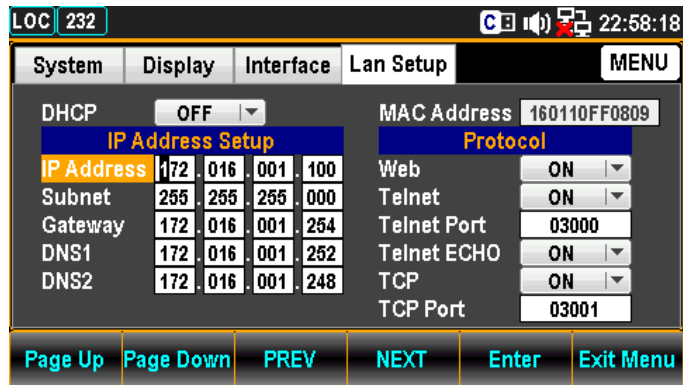 LOC 232 C 22:58:18
System Display Interface Lan Setup MENU
DHCP OFF MAC Address 160110FF0809
IP Address Setup Protocol
IP Address 172.016.001.100 Web ON
Subnet 255.255.255.000 Telnet ON
Gateway 172.016.001.254 Telnet Port 03000
DNS1 172.016.001.252 Telnet ECHO ON
DNS2 172.016.001.248 TCP ON
TCP Port 03001
Page Up Page Down PREV NEXT Enter Exit Menu